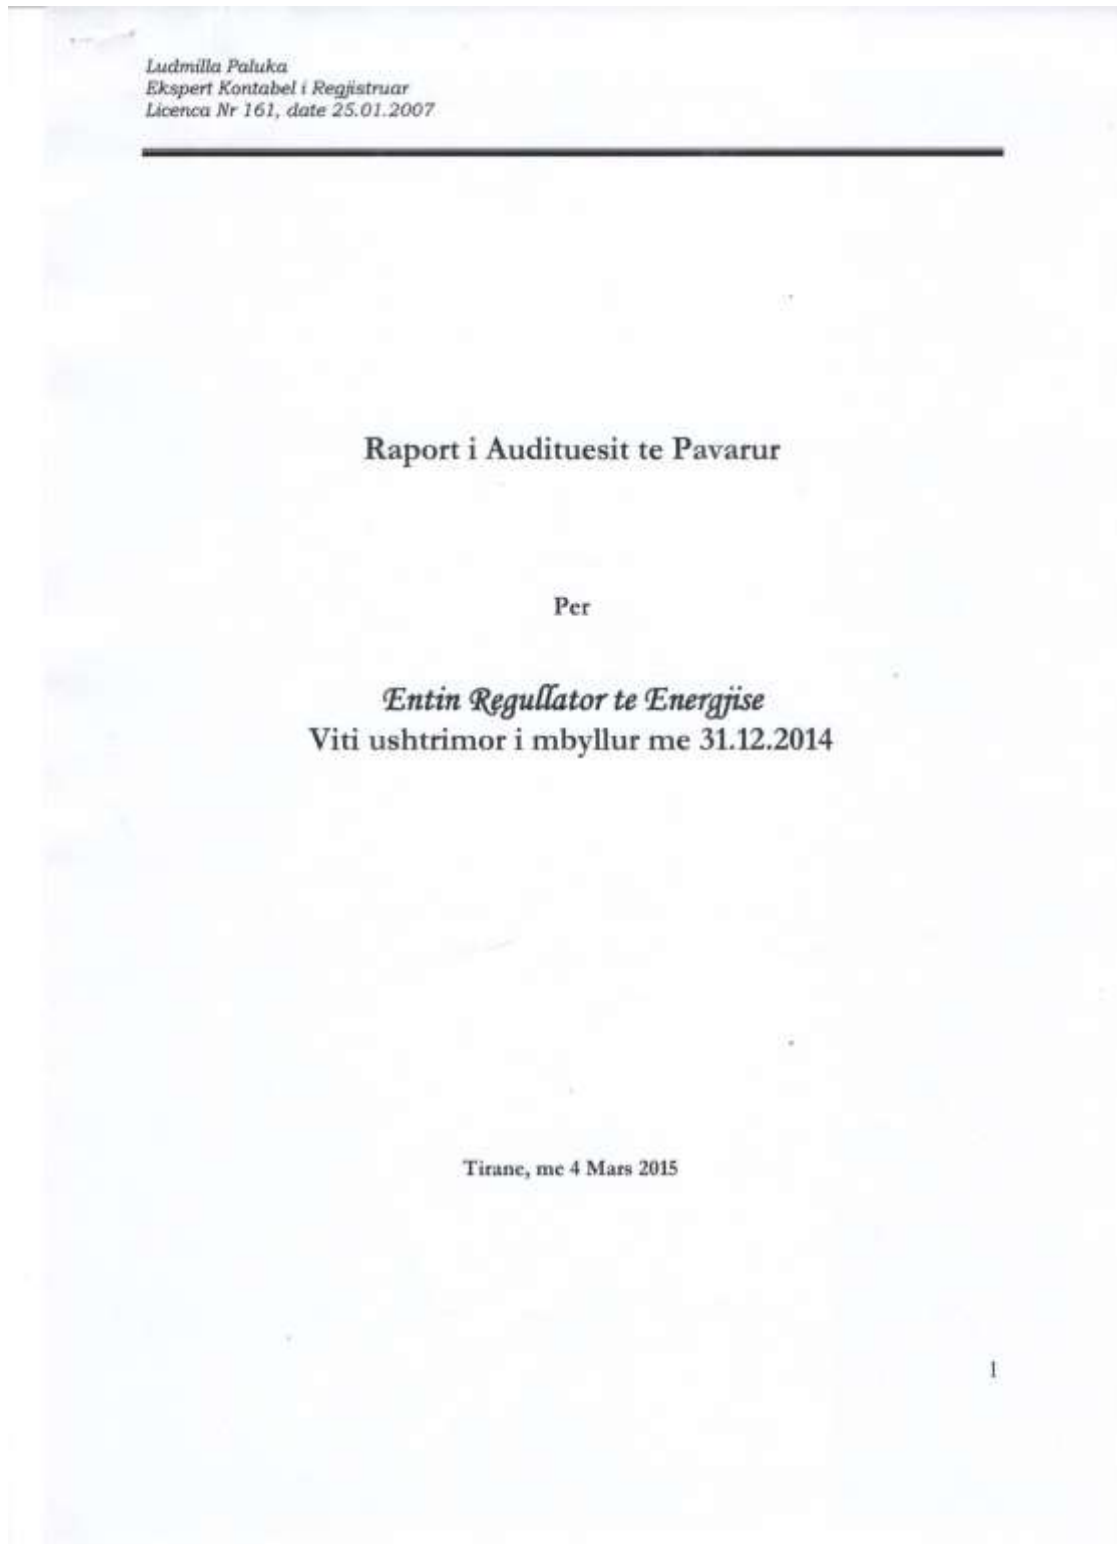 Ludmilla Paluka
Ekspert Kontabel i Regjistruar
Licenca Nr 161, date 25.01.2007
Raport i Audituesit te Pavarur
Per
Entin Regullator te Energjise
Viti ushtrimor i mbyllur me 31.12.2014
Tirane, me 4 Mars 2015
1